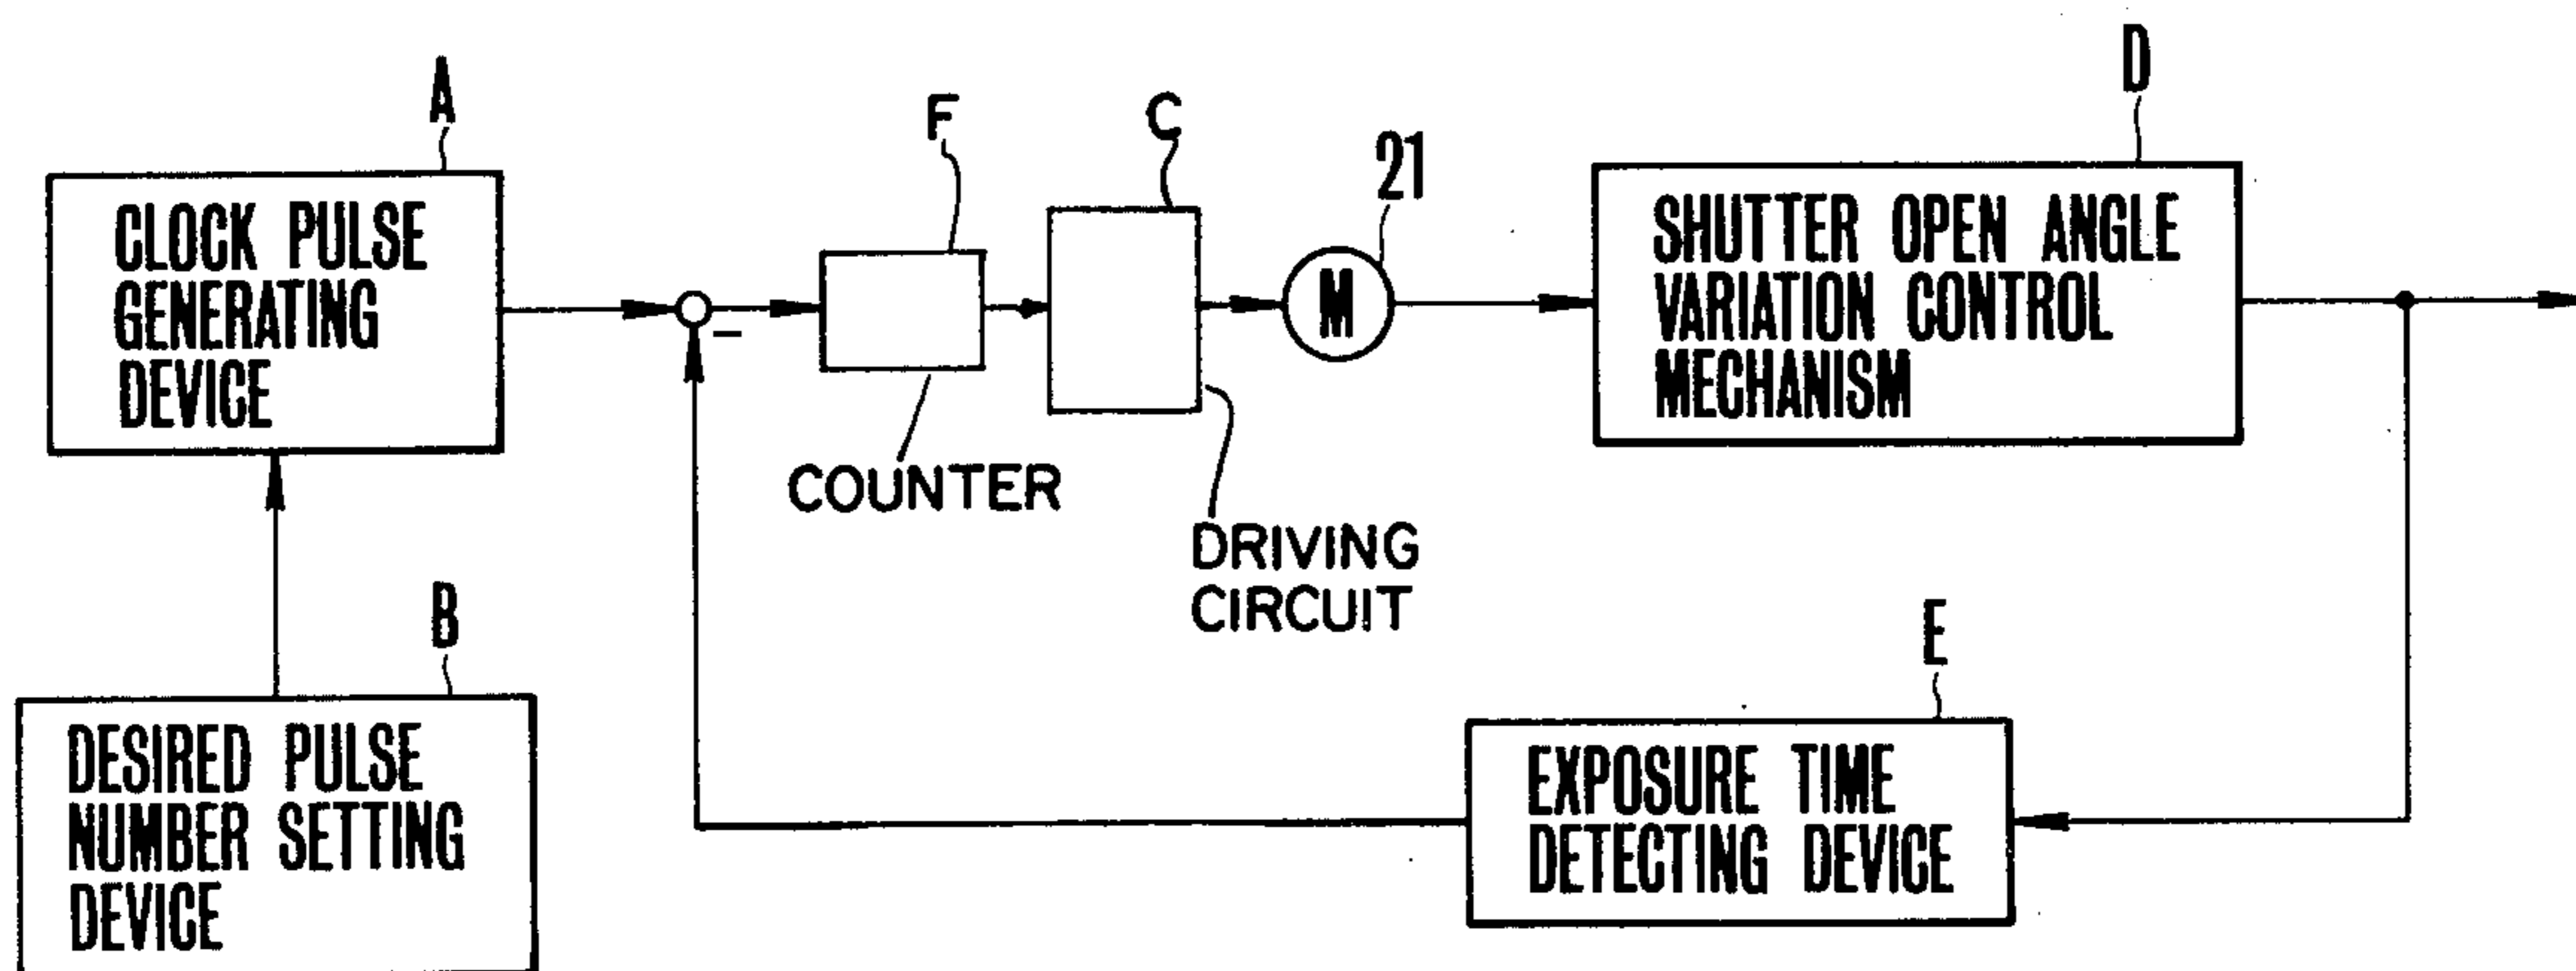 A
CLOCK PULSE
GENERATING
DEVICE
F
COUNTER
C
DRIVING
CIRCUIT
21
M
D
SHUTTER OPEN ANGLE
VARIATION CONTROL
MECHANISM
–
B
DESIRED PULSE
NUMBER SETTING
DEVICE
E
EXPOSURE TIME
DETECTING DEVICE